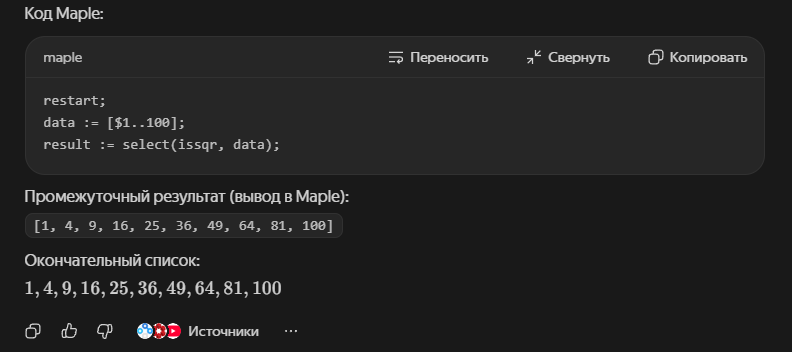 Код Maple:
maple Переносить Свернуть Копировать
restart;
data := [$1..100];
result := select(issqr, data);
Промежуточный результат (вывод в Maple):
[1, 4, 9, 16, 25, 36, 49, 64, 81, 100]
Окончательный список:
1, 4, 9, 16, 25, 36, 49, 64, 81, 100
Источники ...